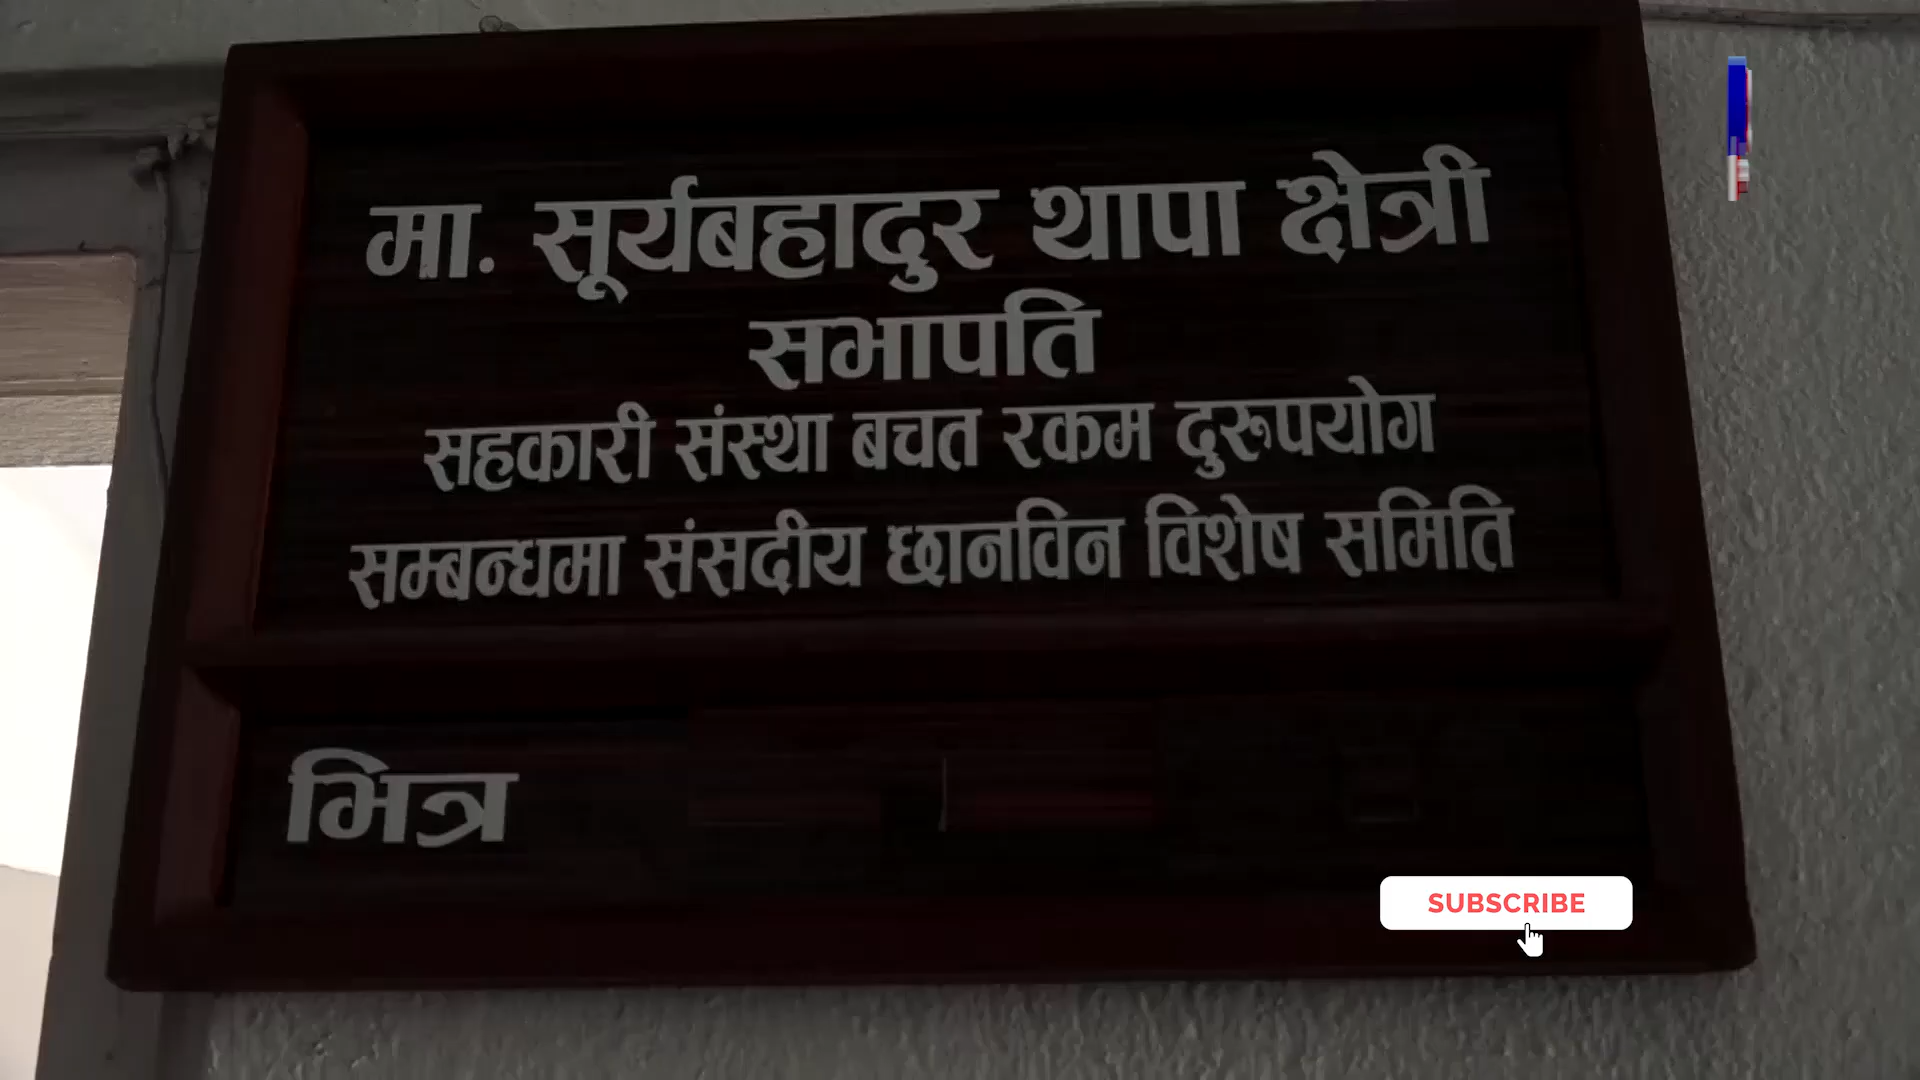 मा. सूर्यबहादुर थापा क्षेत्री
सभापति
सहकारी संस्था बचत रकम दुरुपयोग
सम्बन्धमा संसदीय छानविन विशेष समिति
भित्र
SUBSCRIBE